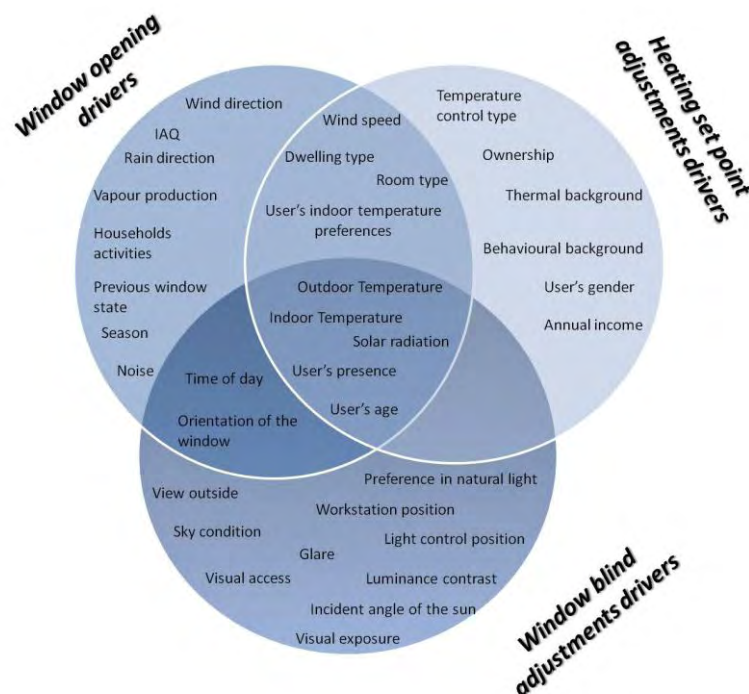 Window opening
drivers
Heating set point
adjustments drivers
Wind direction
IAQ
Rain direction
Vapour production
Households
activities
Previous window
state
Season
Noise
Wind speed
Dwelling type
Room type
User's indoor temperature
preferences
Temperature
control type
Ownership
Thermal background
Behavioural background
User's gender
Annual income
Outdoor Temperature
Indoor Temperature
Solar radiation
User's presence
User's age
Time of day
Orientation of the
window
Preference in natural light
View outside
Workstation position
Sky condition
Light control position
Glare
Visual access
Luminance contrast
Incident angle of the sun
Visual exposure
Window blind
adjustments drivers